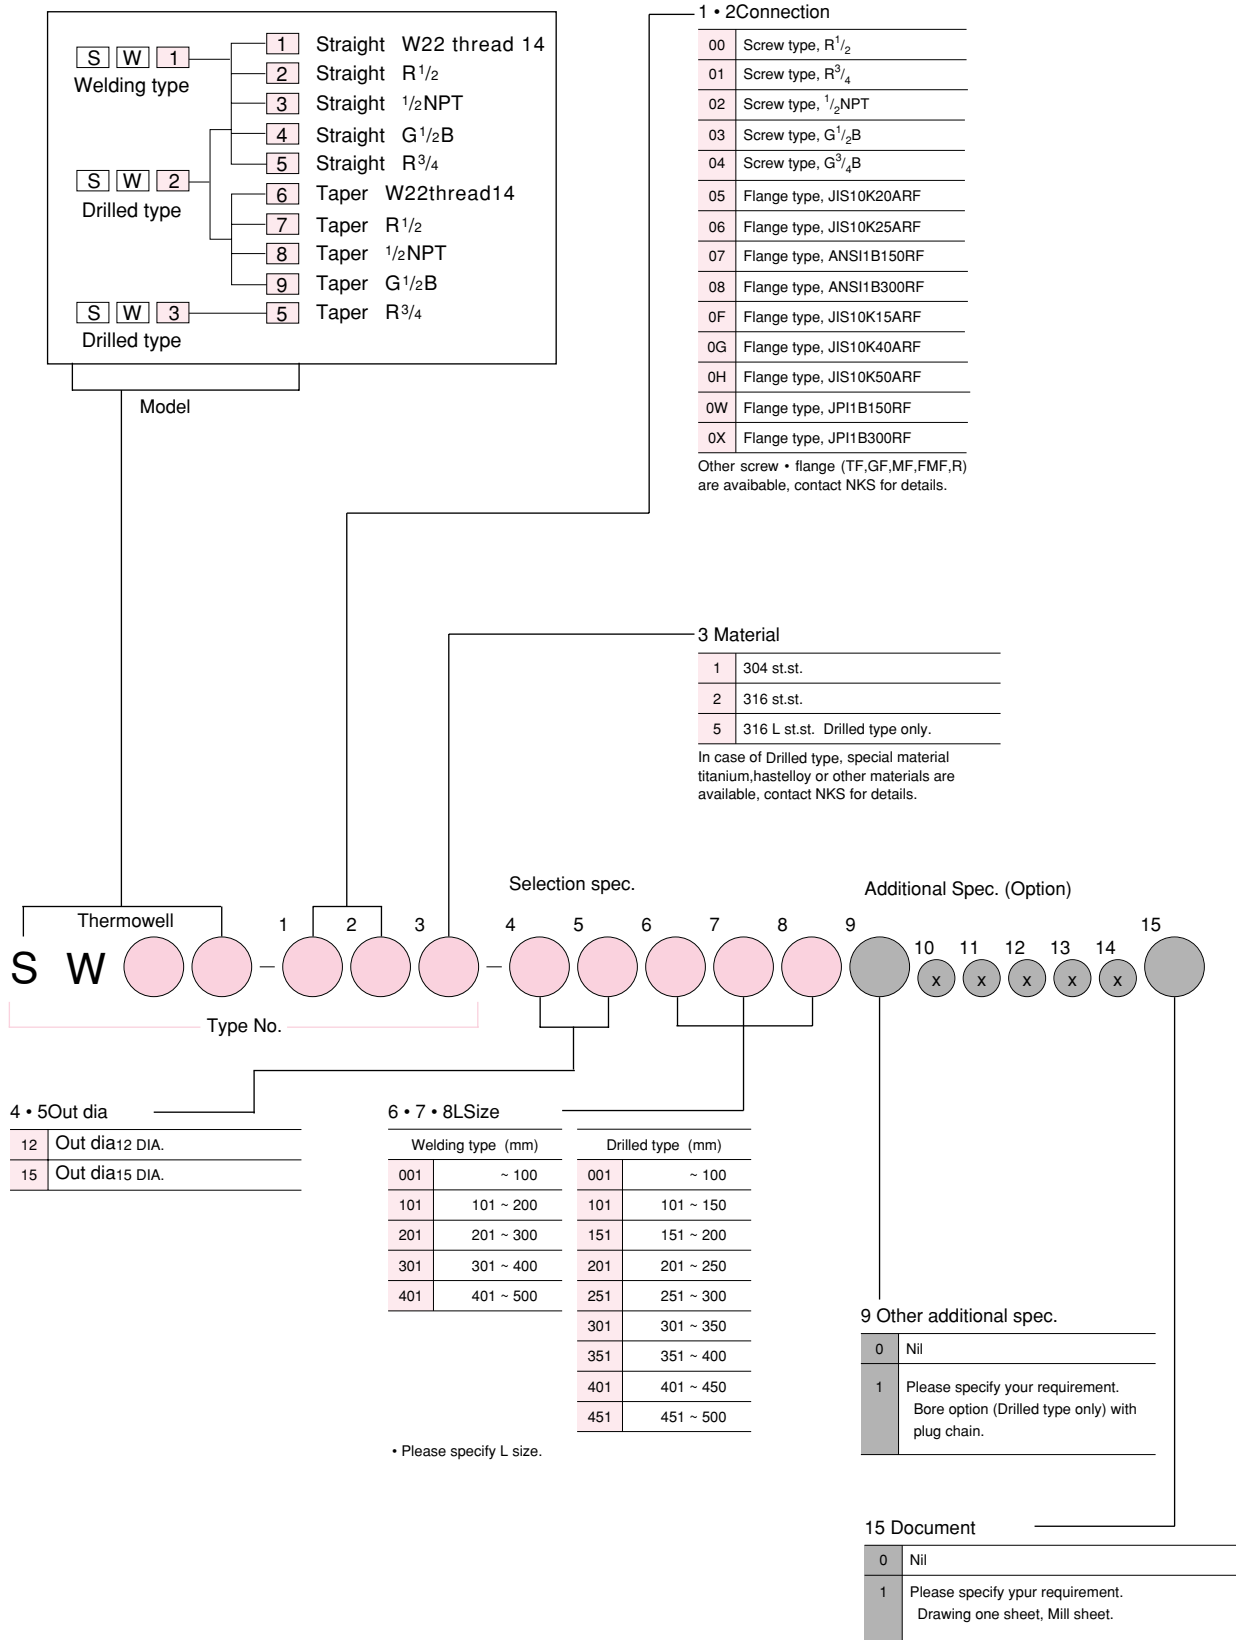 S W 1
Welding type
S W 2
Drilled type
S W 3
Drilled type
1 Straight W22 thread 14
2 Straight R1/2
3 Straight 1/2NPT
4 Straight G1/2B
5 Straight R3/4
6 Taper W22thread14
7 Taper R1/2
8 Taper 1/2NPT
9 Taper G1/2B
5 Taper R3/4
Model
1 • 2Connection
00 Screw type, R1/2
01 Screw type, R3/4
02 Screw type, 1/2NPT
03 Screw type, G1/2B
04 Screw type, G3/4B
05 Flange type, JIS10K20ARF
06 Flange type, JIS10K25ARF
07 Flange type, ANSI1B150RF
08 Flange type, ANSI1B300RF
0F Flange type, JIS10K15ARF
0G Flange type, JIS10K40ARF
0H Flange type, JIS10K50ARF
0W Flange type, JPI1B150RF
0X Flange type, JPI1B300RF
Other screw • flange (TF,GF,MF,FMF,R)
are avaibable, contact NKS for details.
3 Material
1 304 st.st.
2 316 st.st.
5 316 L st.st. Drilled type only.
In case of Drilled type, special material
titanium,hastelloy or other materials are
available, contact NKS for details.
Selection spec.
Additional Spec. (Option)
Thermowell
1 2 3 4 5 6 7 8 9 10 11 12 13 14 15
S W – – x x x x x
Type No.
4 • 5Out dia
12 Out dia12 DIA.
15 Out dia15 DIA.
6 • 7 • 8LSize
Welding type (mm)
001 ~ 100
101 101 ~ 200
201 201 ~ 300
301 301 ~ 400
401 401 ~ 500
Drilled type (mm)
001 ~ 100
101 101 ~ 150
151 151 ~ 200
201 201 ~ 250
251 251 ~ 300
301 301 ~ 350
351 351 ~ 400
401 401 ~ 450
451 451 ~ 500
• Please specify L size.
9 Other additional spec.
0 Nil
1 Please specify your requirement.
Bore option (Drilled type only) with
plug chain.
15 Document
0 Nil
1 Please specify ypur requirement.
Drawing one sheet, Mill sheet.